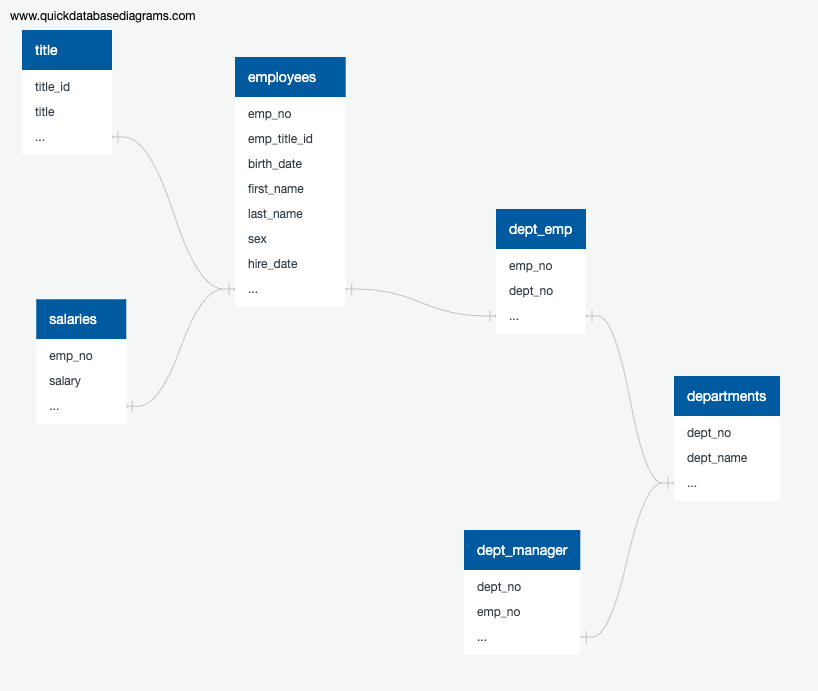 www.quickdatabasediagrams.com
title
title_id
title
...
employees
emp_no
emp_title_id
birth_date
first_name
last_name
sex
hire_date
...
dept_emp
emp_no
dept_no
...
salaries
emp_no
salary
...
departments
dept_no
dept_name
...
dept_manager
dept_no
emp_no
...